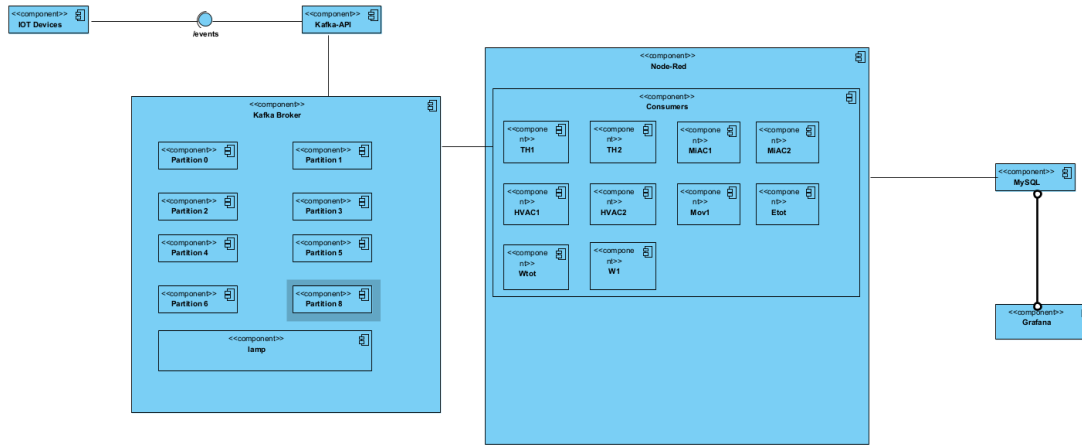 <<component>>
IOT Devices
/events
<<component>>
Kafka-API
<<component>>
Kafka Broker
<<component>>
Partition 0
<<component>>
Partition 1
<<component>>
Partition 2
<<component>>
Partition 3
<<component>>
Partition 4
<<component>>
Partition 5
<<component>>
Partition 6
<<component>>
Partition 8
<<component>>
lamp
<<component>>
Node-Red
<<component>>
Consumers
<<compone
nt>>
TH1
<<compone
nt>>
TH2
<<compone
nt>>
MiAC1
<<compone
nt>>
MiAC2
<<compone
nt>>
HVAC1
<<compone
nt>>
HVAC2
<<compone
nt>>
Mov1
<<compone
nt>>
Etot
<<compone
nt>>
Wtot
<<compone
nt>>
W1
<<component>>
MySQL
<<component>>
Grafana